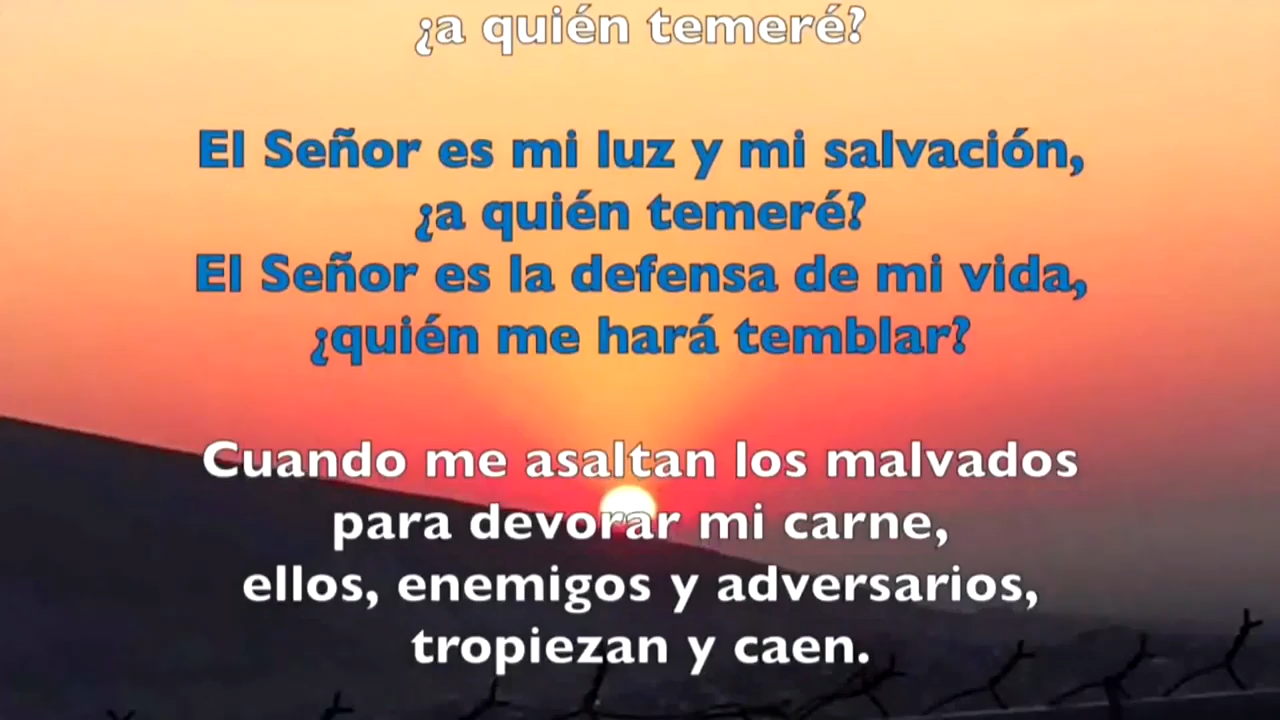 ¿a quién temeré?
El Señor es mi luz y mi salvación,
¿a quién temeré?
El Señor es la defensa de mi vida,
¿quién me hará temblar?
Cuando me asaltan los malvados
para devorar mi carne,
ellos, enemigos y adversarios,
tropiezan y caen.